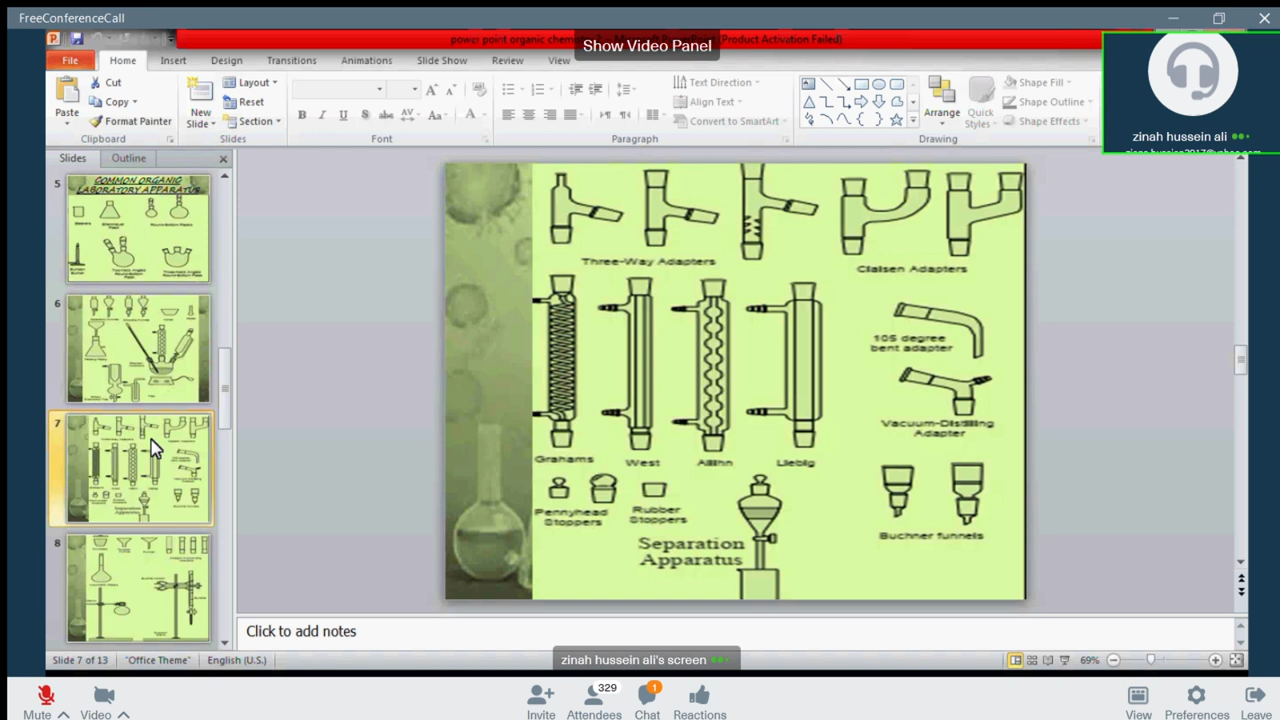 FreeConferenceCall
power point organic chemistry
Microsoft PowerPoint (Product Activation Failed)
Show Video Panel
File
Home
Insert
Design
Transitions
Animations
Slide Show
Review
View
Paste
Cut
Copy
Format Painter
Clipboard
New
Slide
Layout
Reset
Section
Slides
Font
Text Direction
Align Text
Convert to SmartArt
Paragraph
Arrange
Quick
Styles
Shape Fill
Shape Outline
Shape Effects
Drawing
zinah hussein ali
Slides
Outline
5
COMMON ORGANIC
LABORATORY APPARATUS
6
7
Separation
Apparatus
8
Three-Way Adapters
Claisen Adapters
105 degree
bent adapter
Vacuum-Distilling
Adapter
Grahams
West
Allihn
Liebig
Pennyhead
Stoppers
Rubber
Stoppers
Separation
Apparatus
Buchner funnels
Click to add notes
Slide 7 of 13
"Office Theme"
English (U.S.)
69%
zinah hussein ali's screen
Mute
Video
Invite
329
Attendees
1
Chat
Reactions
View
Preferences
Leave